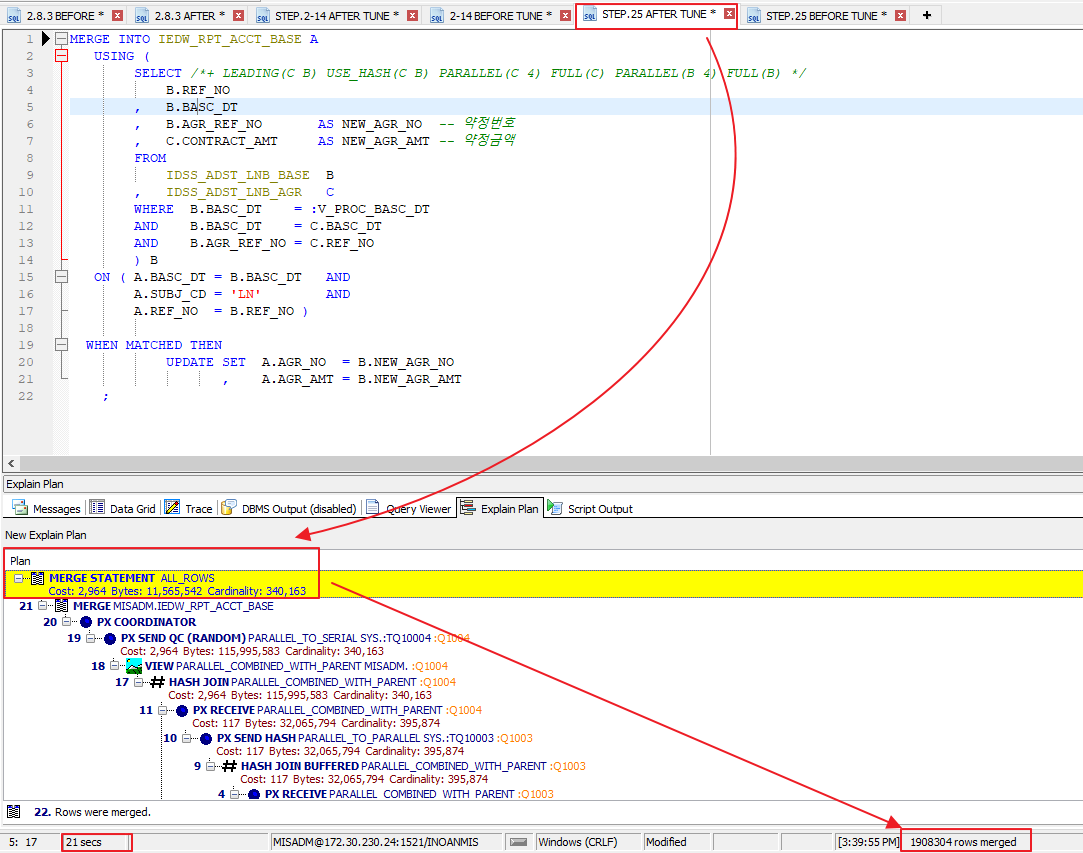 2.8.3 BEFORE * 2.8.3 AFTER * STEP.2-14 AFTER TUNE * 2-14 BEFORE TUNE * STEP.25 AFTER TUNE * STEP.25 BEFORE TUNE * +
1 MERGE INTO IEDW_RPT_ACCT_BASE A
2 USING (
3 SELECT /*+ LEADING(C B) USE_HASH(C B) PARALLEL(C 4) FULL(C) PARALLEL(B 4) FULL(B) */
4 B.REF_NO
5 , B.BASC_DT
6 , B.AGR_REF_NO AS NEW_AGR_NO -- 약정번호
7 , C.CONTRACT_AMT AS NEW_AGR_AMT -- 약정금액
8 FROM
9 IDSS_ADST_LNB_BASE B
10 , IDSS_ADST_LNB_AGR C
11 WHERE B.BASC_DT = :V_PROC_BASC_DT
12 AND B.BASC_DT = C.BASC_DT
13 AND B.AGR_REF_NO = C.REF_NO
14 ) B
15 ON ( A.BASC_DT = B.BASC_DT AND
16 A.SUBJ_CD = 'LN' AND
17 A.REF_NO = B.REF_NO )
18
19 WHEN MATCHED THEN
20 UPDATE SET A.AGR_NO = B.NEW_AGR_NO
21 , A.AGR_AMT = B.NEW_AGR_AMT
22 ;
Explain Plan
Messages Data Grid Trace DBMS Output (disabled) Query Viewer Explain Plan Script Output
New Explain Plan
Plan
MERGE STATEMENT ALL_ROWS
Cost: 2,964 Bytes: 11,565,542 Cardinality: 340,163
21 MERGE MISADM.IEDW_RPT_ACCT_BASE
20 PX COORDINATOR
19 PX SEND QC (RANDOM) PARALLEL_TO_SERIAL SYS.:TQ10004 :Q1004
Cost: 2,964 Bytes: 115,995,583 Cardinality: 340,163
18 VIEW PARALLEL_COMBINED_WITH_PARENT MISADM. :Q1004
17 HASH JOIN PARALLEL_COMBINED_WITH_PARENT :Q1004
Cost: 2,964 Bytes: 115,995,583 Cardinality: 340,163
11 PX RECEIVE PARALLEL_COMBINED_WITH_PARENT :Q1004
Cost: 117 Bytes: 32,065,794 Cardinality: 395,874
10 PX SEND HASH PARALLEL_TO_PARALLEL SYS.:TQ10003 :Q1003
Cost: 117 Bytes: 32,065,794 Cardinality: 395,874
9 HASH JOIN BUFFERED PARALLEL_COMBINED_WITH_PARENT :Q1003
Cost: 117 Bytes: 32,065,794 Cardinality: 395,874
4 PX RECEIVE PARALLEL_COMBINED_WITH_PARENT :Q1003
22. Rows were merged.
5: 17 21 secs MISADM@172.30.230.24:1521/INOANMIS Windows (CRLF) Modified [3:39:55 PM] 1908304 rows merged